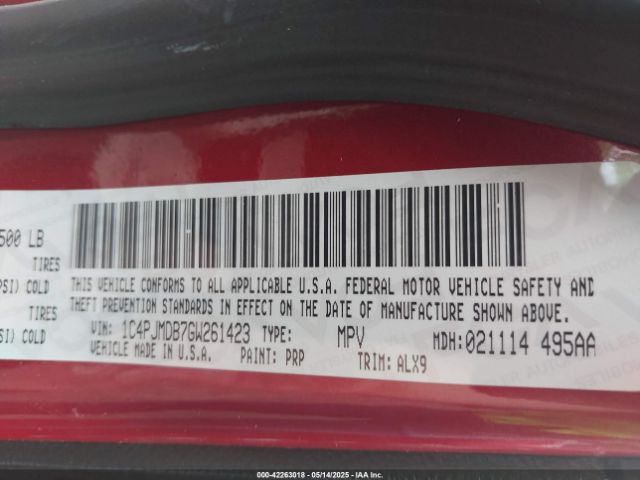 500 LB
TIRES
PSI) COLD
TIRES
PSI) COLD
THIS VEHICLE CONFORMS TO ALL APPLICABLE U.S.A. FEDERAL MOTOR VEHICLE SAFETY AND
THEFT PREVENTION STANDARDS IN EFFECT ON THE DATE OF MANUFACTURE SHOWN ABOVE.
VIN: 1C4PJMDB7GW261423 TYPE: MPV MDH: 021114 495AA
VEHICLE MADE IN U.S.A. PAINT: PRP TRIM: ALX9
000-42263018 - 05/14/2025 - IAA Inc.